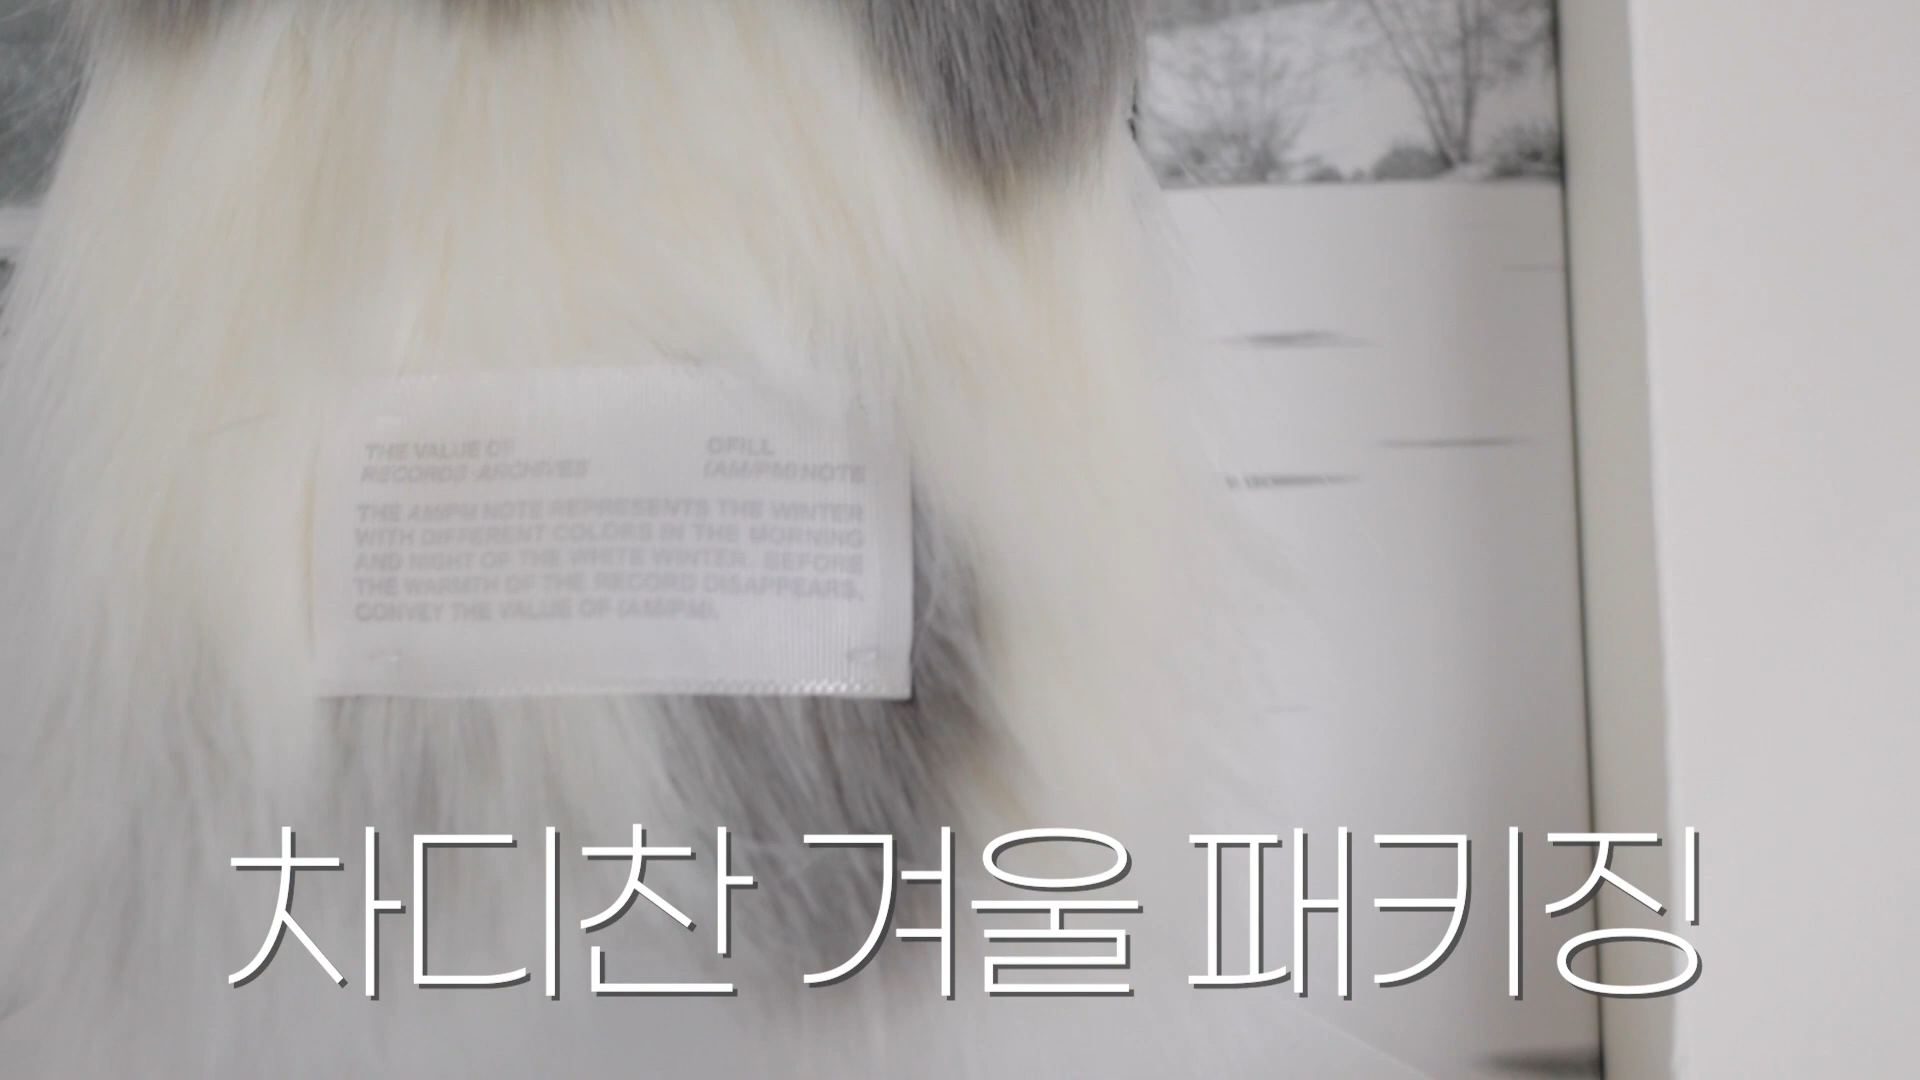 THE VALUE OF
RECORDS ARCHIVES
OFILL
(AM/PM) NOTE
THE AM/PM NOTE REPRESENTS THE WINTER
WITH DIFFERENT COLORS IN THE MORNING
AND NIGHT OF THE WHITE WINTER. BEFORE
THE WARMTH OF THE RECORD DISAPPEARS,
CONVEY THE VALUE OF (AM/PM).
차디찬 겨울 패키징